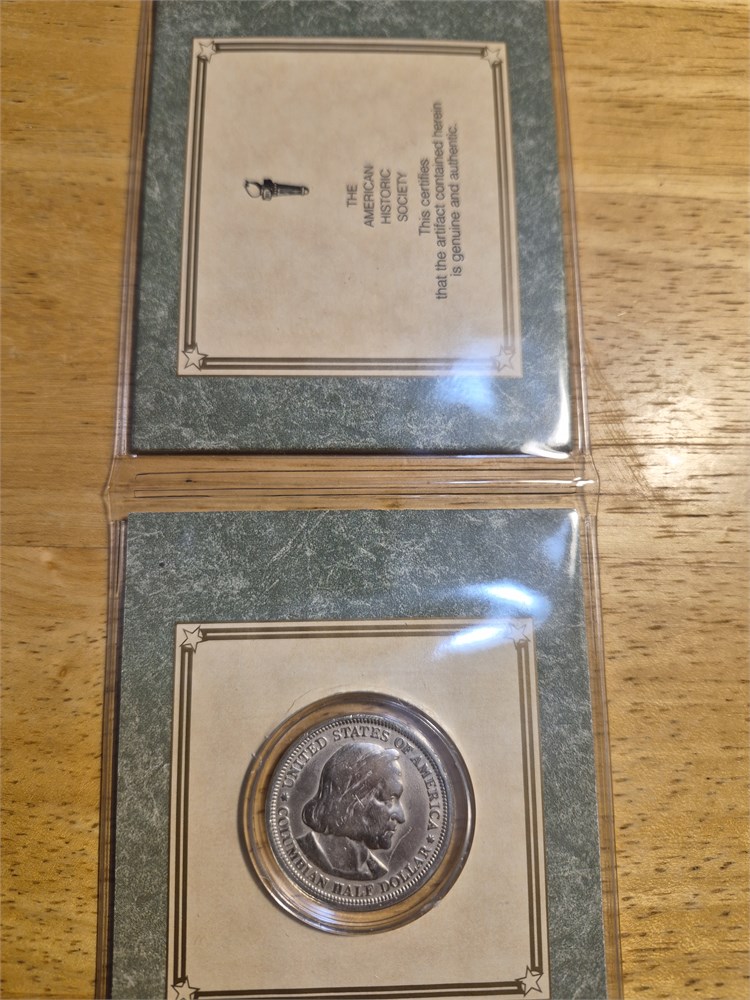 THE
AMERICAN
HISTORIC
SOCIETY
This certifies
that the artifact contained herein
is genuine and authentic.
UNITED STATES OF AMERICA
COLUMBIAN HALF DOLLAR